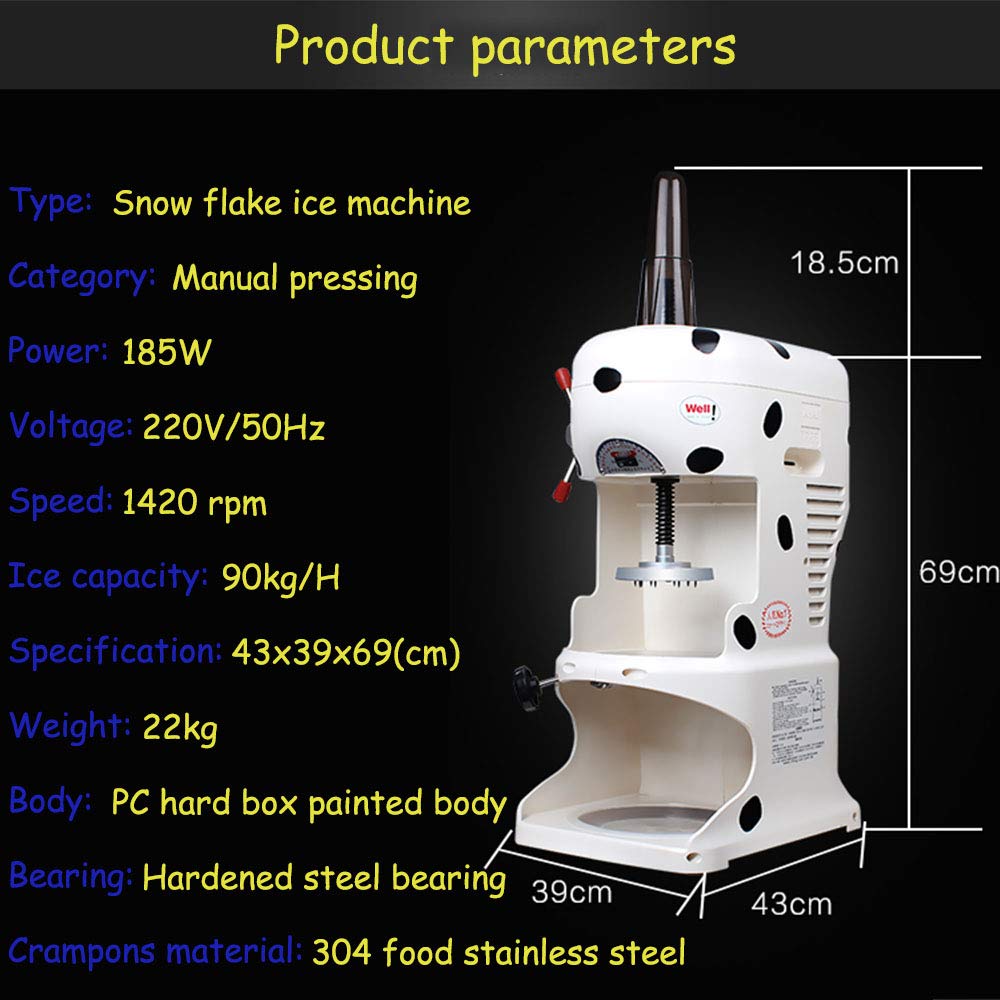 Product parameters
Type: Snow flake ice machine
Category: Manual pressing
Power: 185W
Voltage: 220V/50Hz
Speed: 1420 rpm
Ice capacity: 90kg/H
Specification: 43x39x69(cm)
Weight: 22kg
Body: PC hard box painted body
Bearing: Hardened steel bearing
Crampons material: 304 food stainless steel
18.5cm
69cm
39cm
43cm
Well!